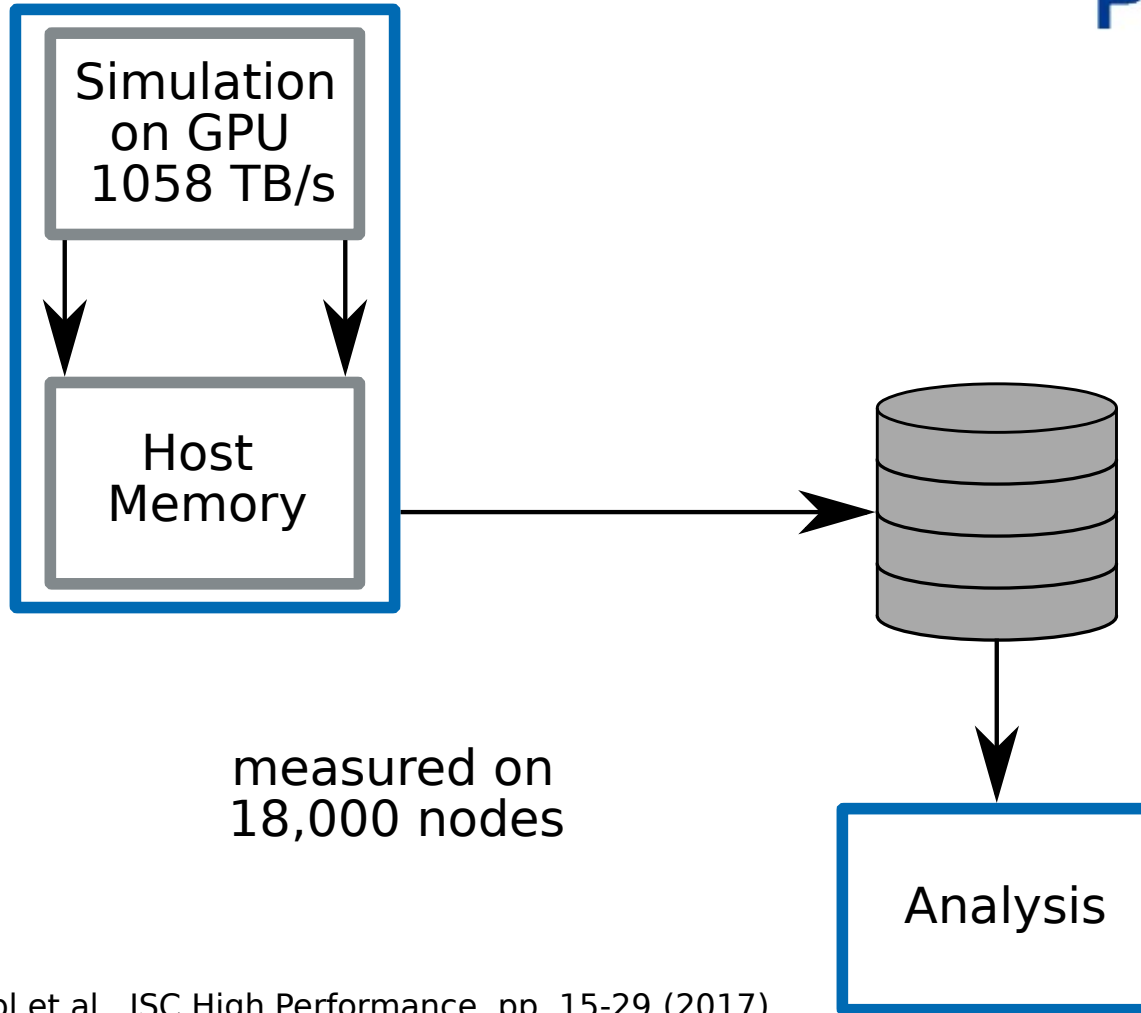 Simulation
on GPU
1058 TB/s
Host
Memory
measured on
18,000 nodes
Analysis
et al., ISC High Performance, pp. 15-29 (2017)